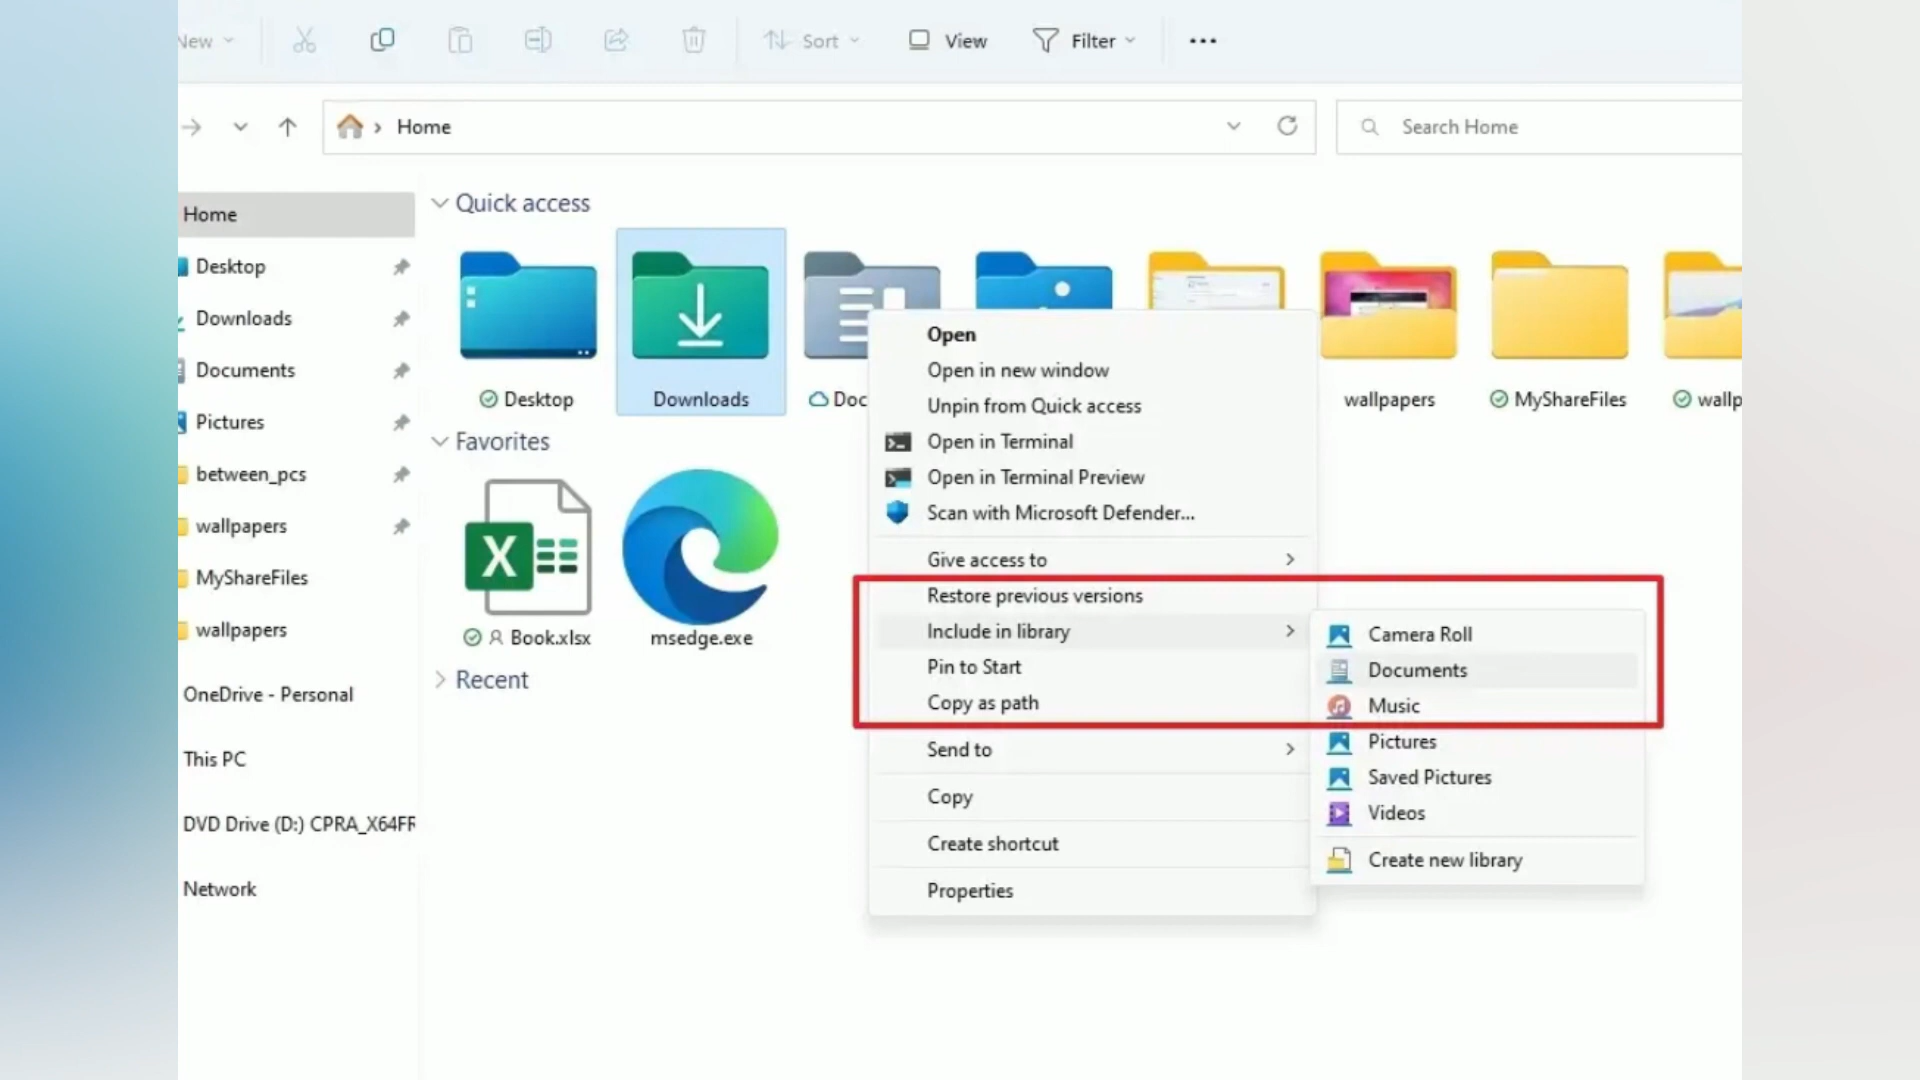 New
Sort
View
Filter
Home
Search Home
Home
Desktop
Downloads
Documents
Pictures
between_pcs
wallpapers
MyShareFiles
wallpapers
OneDrive - Personal
This PC
DVD Drive (D:) CPRA_X64FR
Network
Quick access
Desktop
Downloads
Doc
wallpapers
MyShareFiles
wallp
Favorites
X
Book.xlsx
msedge.exe
Recent
Open
Open in new window
Unpin from Quick access
Open in Terminal
Open in Terminal Preview
Scan with Microsoft Defender...
Give access to
Restore previous versions
Include in library
Pin to Start
Copy as path
Send to
Copy
Create shortcut
Properties
Camera Roll
Documents
Music
Pictures
Saved Pictures
Videos
Create new library